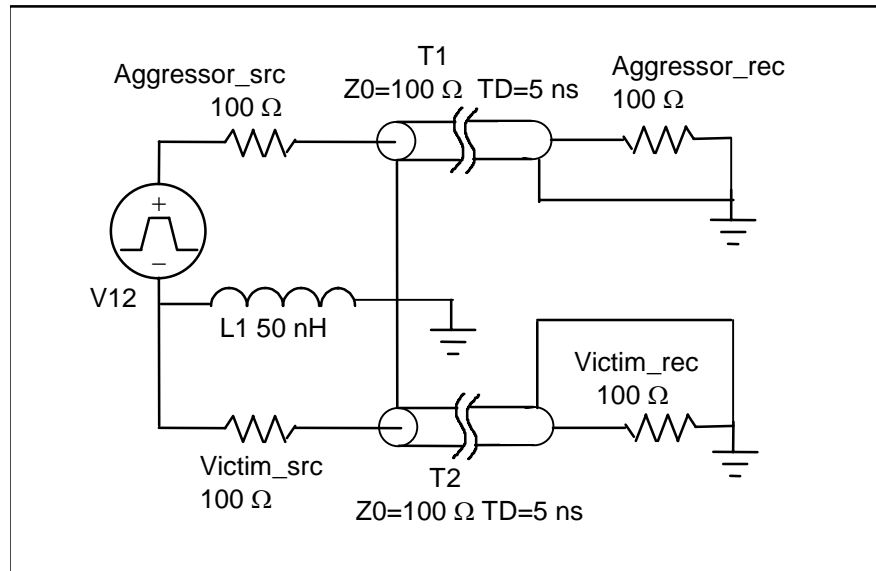 T1
Aggressor_src
Aggressor_rec
Z0=100 Ω TD=5 ns
100 Ω
100 Ω
+
−
V12
L1 50 nH
Victim_rec
100 Ω
Victim_src
T2
100 Ω
Z0=100 Ω TD=5 ns